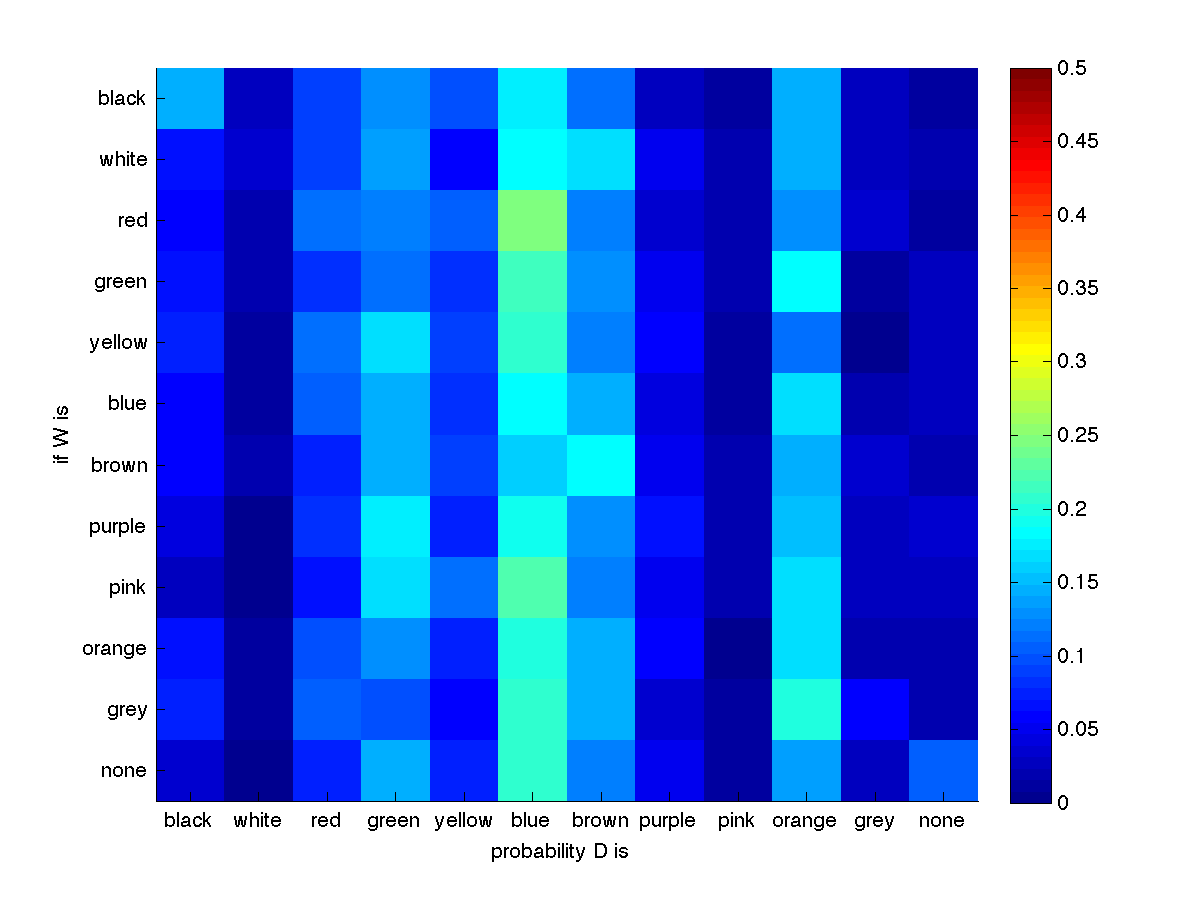 black
white
red
green
yellow
blue
brown
purple
pink
orange
grey
none
if W is
black white red green yellow blue brown purple pink orange grey none
probability D is
0.5
0.45
0.4
0.35
0.3
0.25
0.2
0.15
0.1
0.05
0